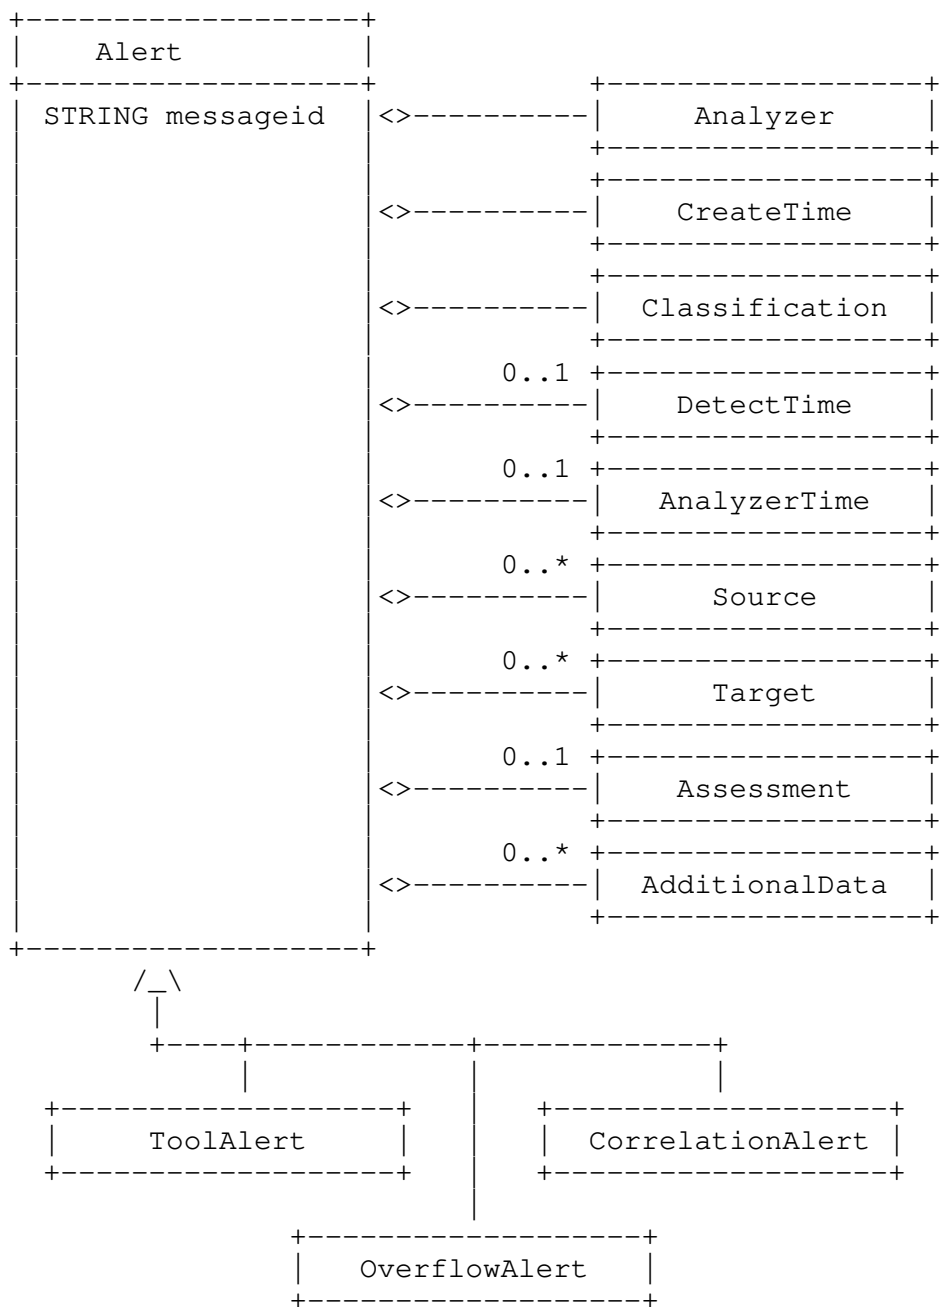 Alert
STRING messageid
Analyzer
CreateTime
Classification
0..1
DetectTime
0..1
AnalyzerTime
0..*
Source
0..*
Target
0..1
Assessment
0..*
AdditionalData
ToolAlert
CorrelationAlert
OverflowAlert